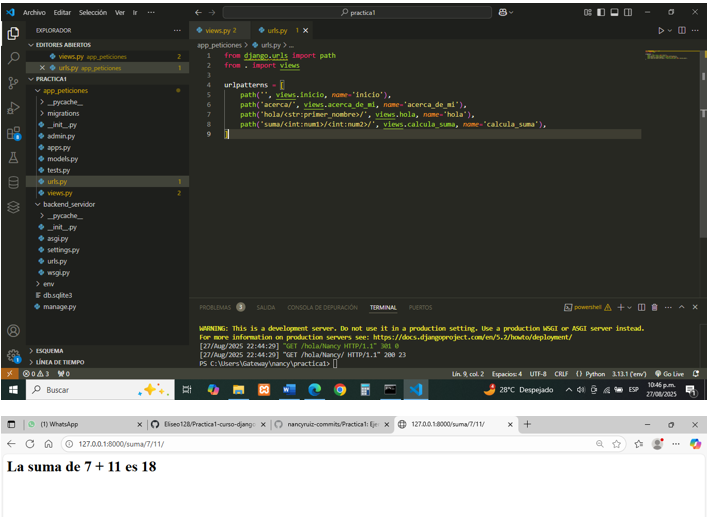 Archivo Editar Selección Ver Ir ··· practica1
EXPLORADOR ···
EDITORES ABIERTOS
views.py app_peticiones 2
urls.py app_peticiones 1
PRACTICA1
app_peticiones
__pycache__
migrations
__init__.py
admin.py
apps.py
models.py
tests.py
urls.py 1
views.py 2
backend_servidor
__pycache__
__init__.py
asgi.py
settings.py
urls.py
wsgi.py
env
db.sqlite3
manage.py
ESQUEMA
LÍNEA DE TIEMPO
views.py 2 urls.py 1
app_peticiones > urls.py > ...
1 from django.urls import path
2 from . import views
3
4 urlpatterns = [
5 path('', views.inicio, name='inicio'),
6 path('acerca/', views.acerca_de_mi, name='acerca_de_mi'),
7 path('hola/<str:primer_nombre>/', views.hola, name='hola'),
8 path('suma/<int:num1>/<int:num2>/', views.calcula_suma, name='calcula_suma'),
9 ]
PROBLEMAS 3 SALIDA CONSOLA DE DEPURACIÓN TERMINAL PUERTOS powershell
WARNING: This is a development server. Do not use it in a production setting. Use a production WSGI or ASGI server instead.
For more information on production servers see: https://docs.djangoproject.com/en/5.2/howto/deployment/
[27/Aug/2025 22:44:29] "GET /hola/Nancy HTTP/1.1" 301 0
[27/Aug/2025 22:44:29] "GET /hola/Nancy/ HTTP/1.1" 200 23
PS C:\Users\Gateway\nancy\practica1>
0 3 0 Lín. 9, col. 2 Espacios: 4 UTF-8 CRLF {} Python 3.13.1 ('env') Go Live
Buscar 28°C Despejado ESP 10:46 p.m.
27/08/2025
(1) WhatsApp Eliseo128/Practica1-curso-django- nancyruiz-commits/Practica1: Eje 127.0.0.1:8000/suma/7/11/
127.0.0.1:8000/suma/7/11/
La suma de 7 + 11 es 18